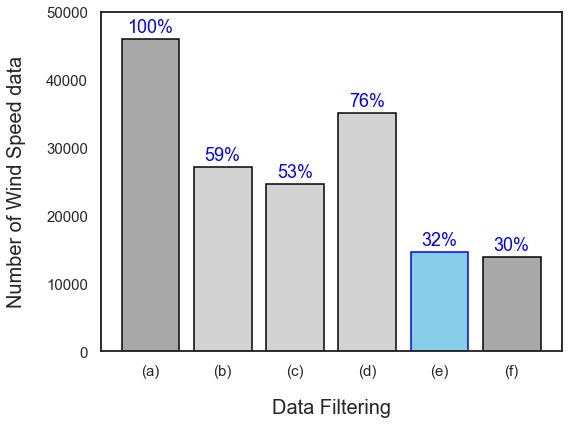 50000
40000
30000
20000
10000
0
Number of Wind Speed data
100%
59%
53%
76%
32%
30%
(a)
(b)
(c)
(d)
(e)
(f)
Data Filtering